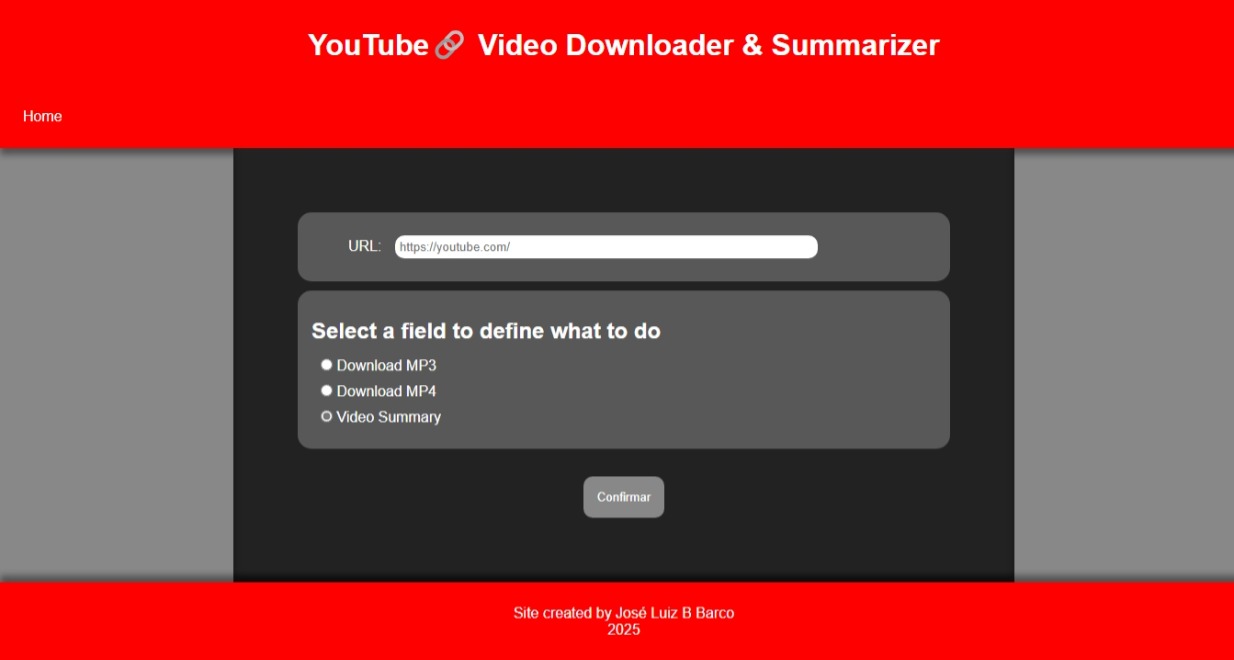 YouTube🔗 Video Downloader & Summarizer
Home
URL: https://youtube.com/
Select a field to define what to do
Download MP3
Download MP4
Video Summary
Confirmar
Site created by José Luiz B Barco
2025